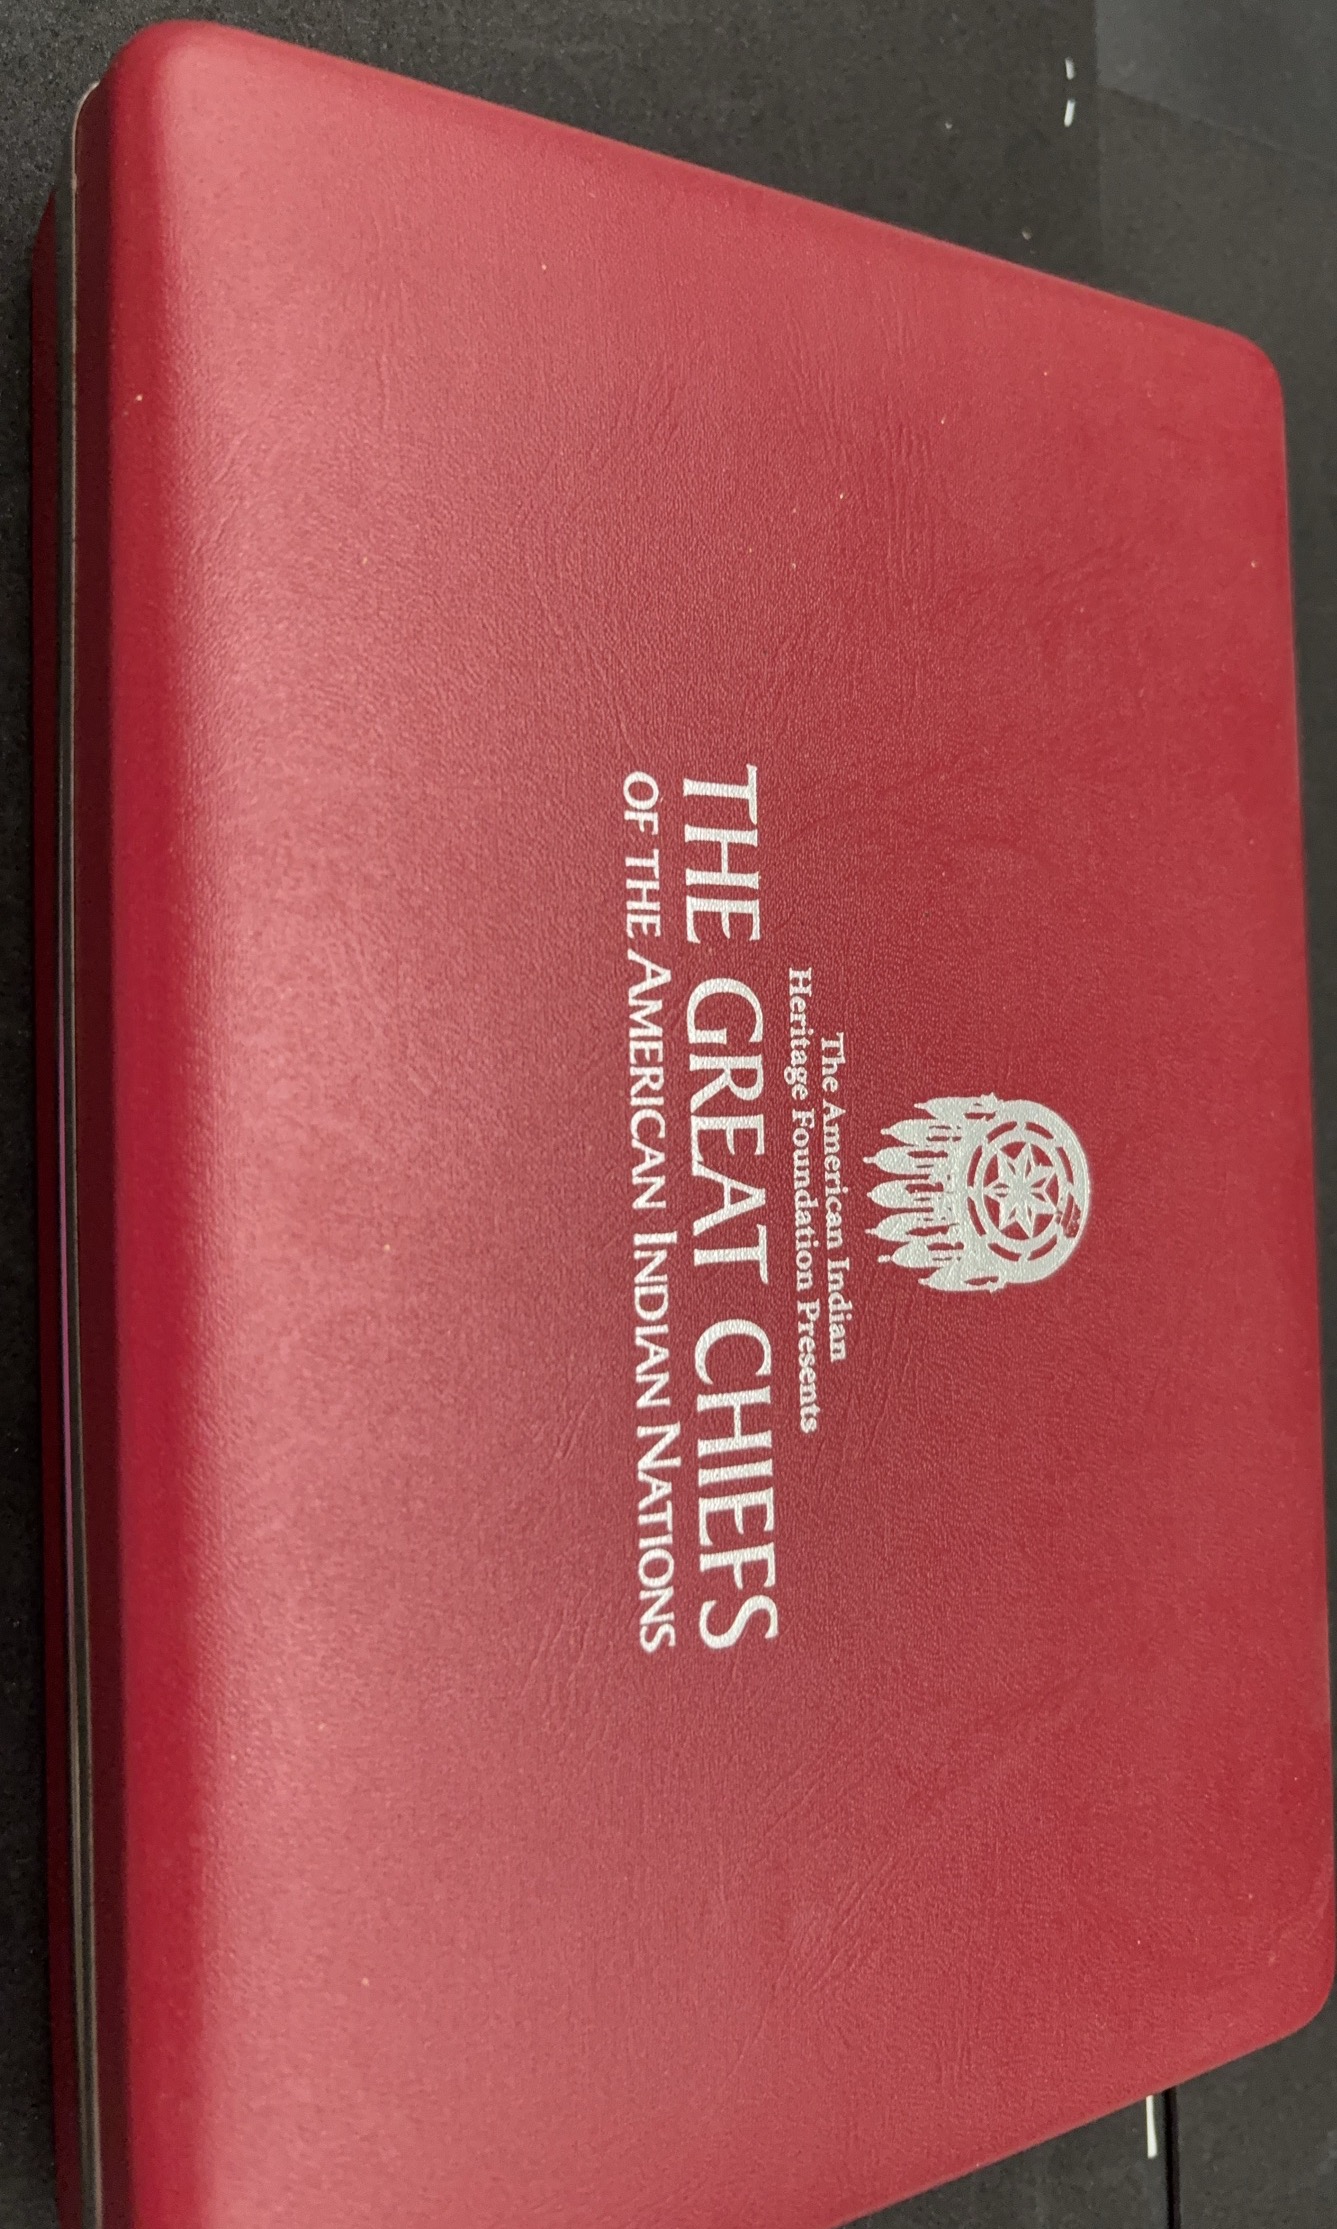 The American Indian
Heritage Foundation Presents
THE GREAT CHIEFS
OF THE AMERICAN INDIAN NATIONS